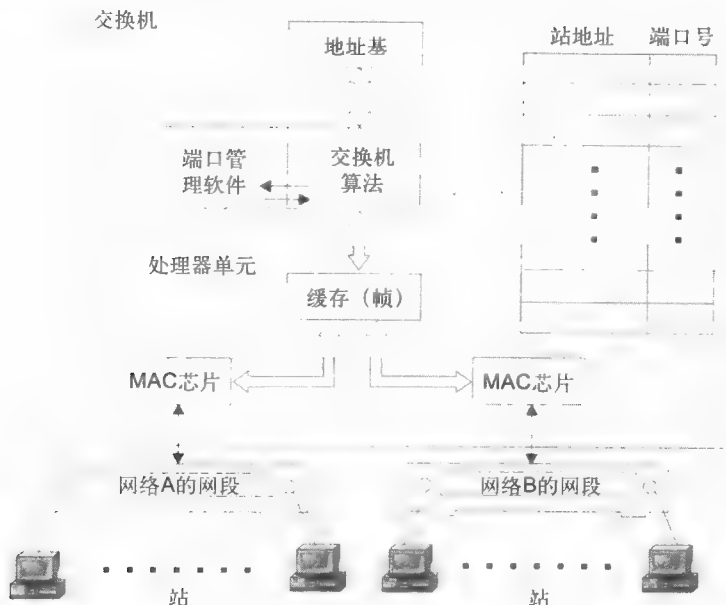 交换机
地址基
站地址 端口号
端口管
理软件
交换机
算法
处理器单元
缓存（帧）
MAC芯片
MAC芯片
网络A的网段
网络B的网段
站
站